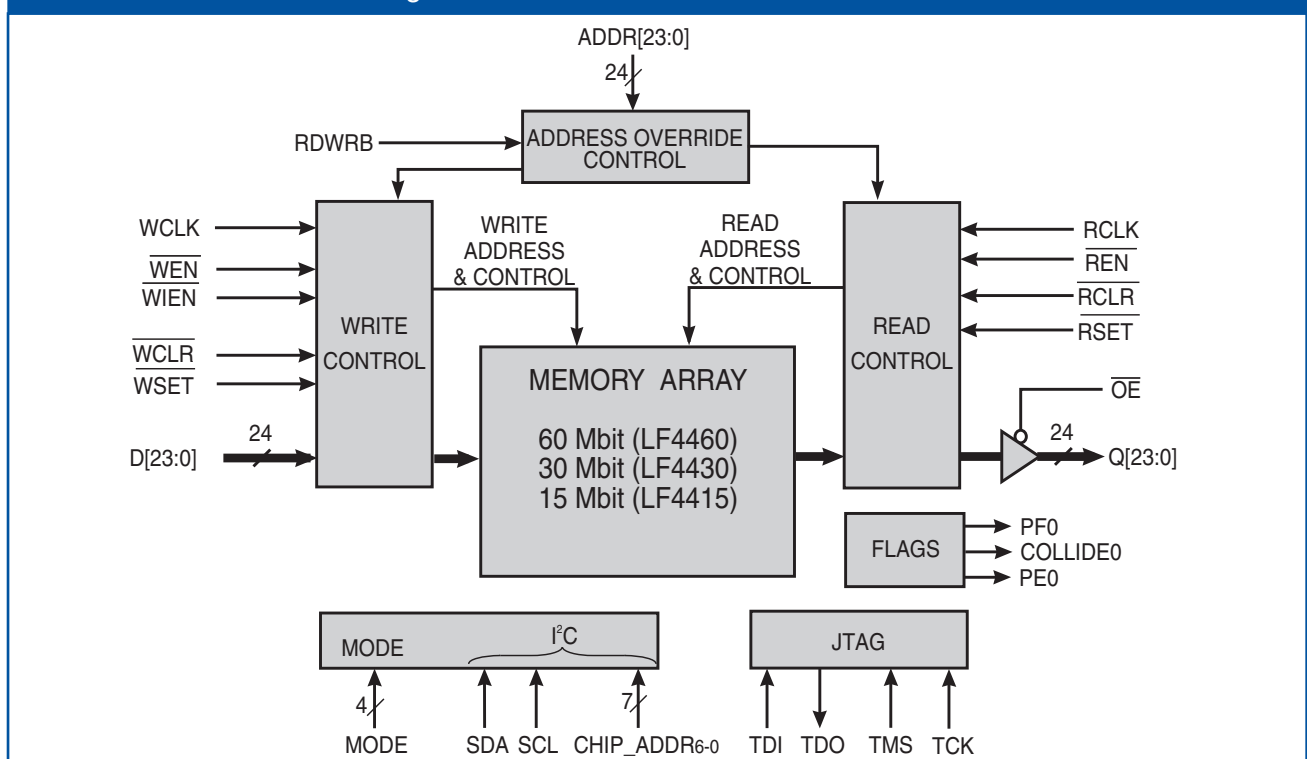 ADDR[23:0]
24
RDWRB
ADDRESS OVERRIDE
CONTROL
WCLK
WEN
WIEN
WCLR
WSET
24
D[23:0]
WRITE
CONTROL
WRITE
ADDRESS
& CONTROL
READ
ADDRESS
& CONTROL
MEMORY ARRAY
60 Mbit (LF4460)
30 Mbit (LF4430)
15 Mbit (LF4415)
READ
CONTROL
RCLK
REN
RCLR
RSET
OE
24
Q[23:0]
FLAGS
PF0
COLLIDE0
PE0
MODE
I²C
4
7
MODE
SDA
SCL
CHIP_ADDR6-0
JTAG
TDI
TDO
TMS
TCK